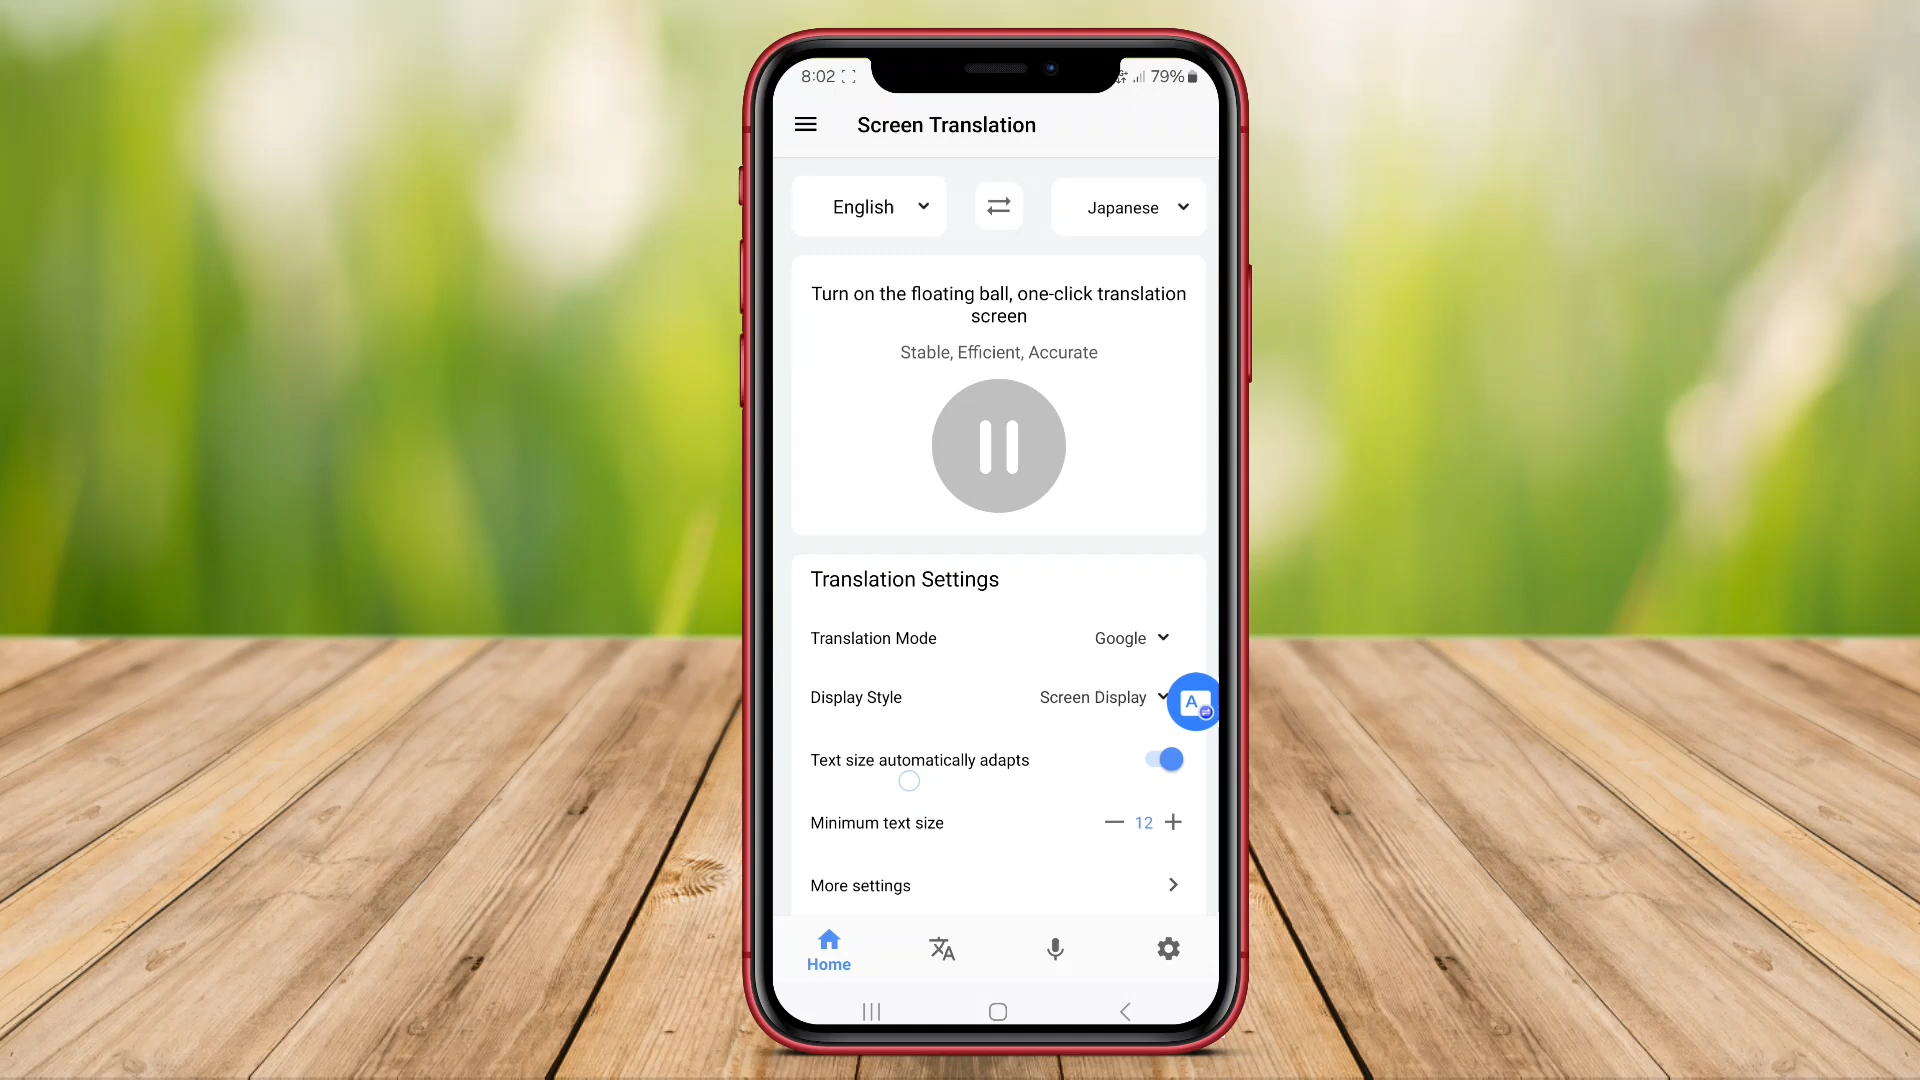 8:02 79%
Screen Translation
English Japanese
Turn on the floating ball, one-click translation
screen
Stable, Efficient, Accurate
Translation Settings
Translation Mode Google
Display Style Screen Display
A
Text size automatically adapts
Minimum text size 12
More settings
Home